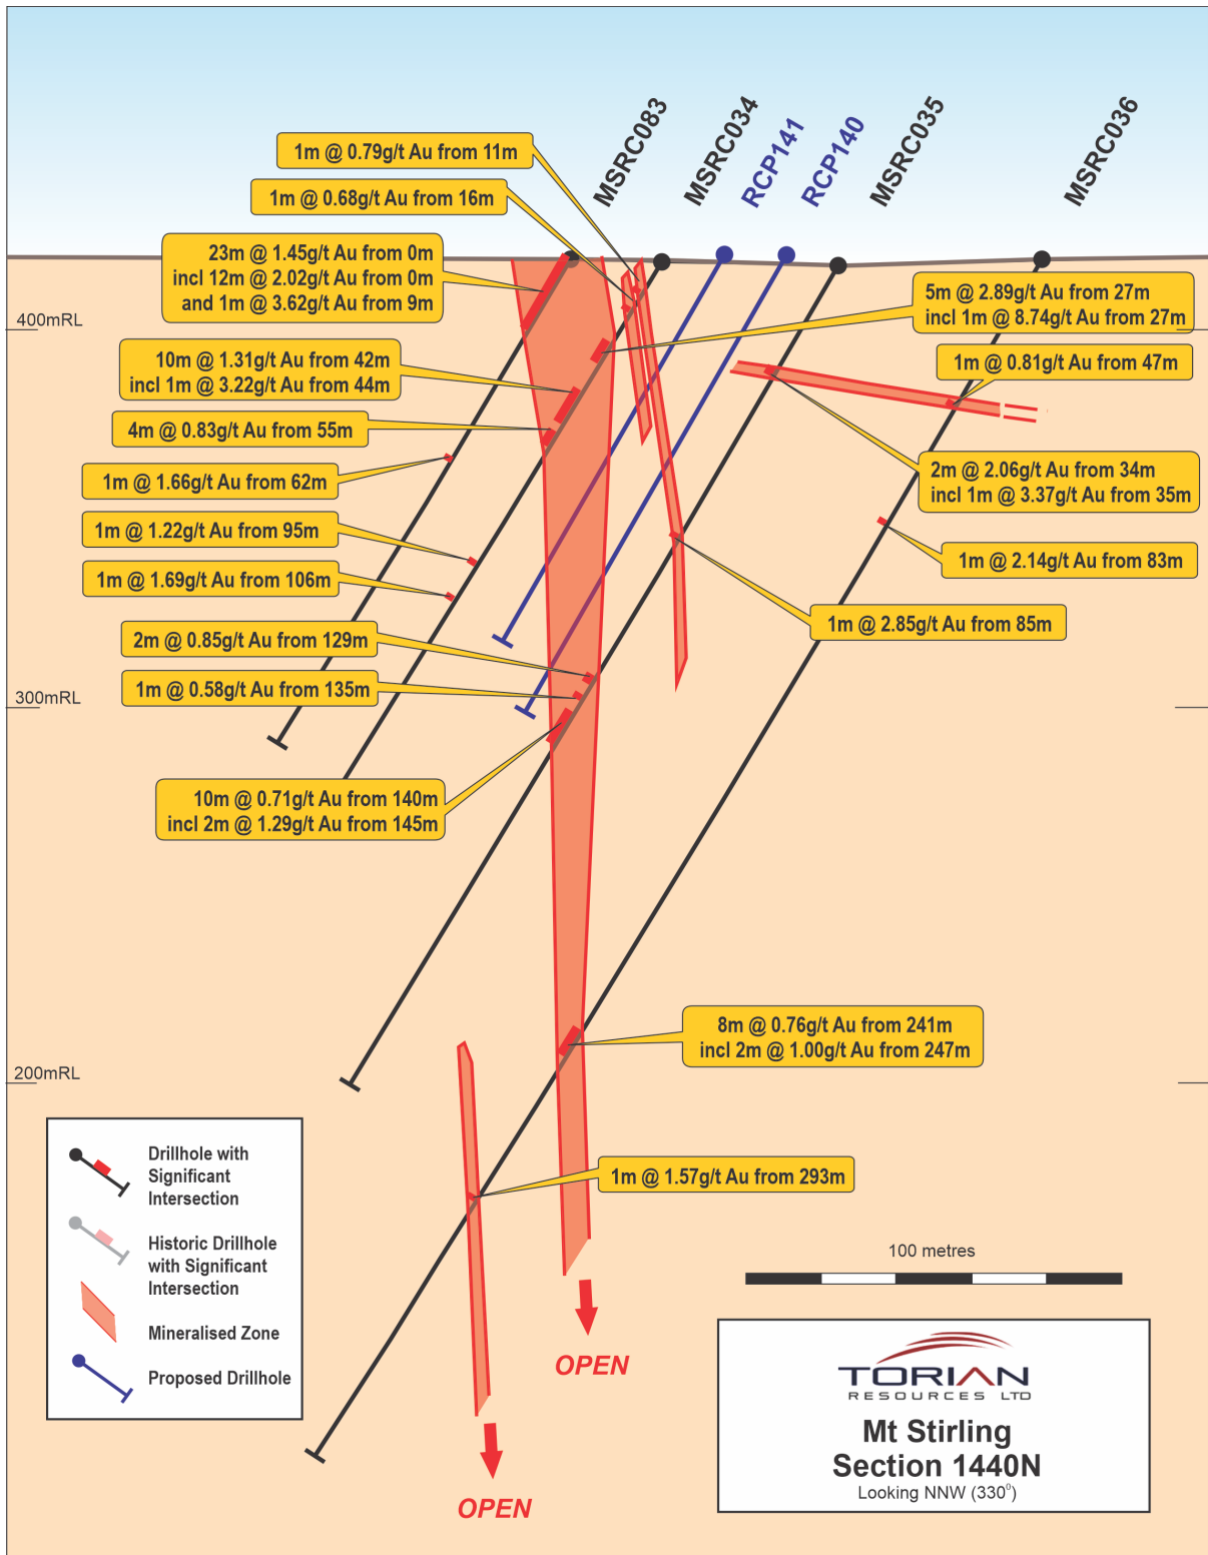 MSRC083
MSRC034
RCP141
RCP140
MSRC035
MSRC036
1m @ 0.79g/t Au from 11m
1m @ 0.68g/t Au from 16m
23m @ 1.45g/t Au from 0m
incl 12m @ 2.02g/t Au from 0m
and 1m @ 3.62g/t Au from 9m
5m @ 2.89g/t Au from 27m
incl 1m @ 8.74g/t Au from 27m
400mRL
10m @ 1.31g/t Au from 42m
incl 1m @ 3.22g/t Au from 44m
1m @ 0.81g/t Au from 47m
4m @ 0.83g/t Au from 55m
1m @ 1.66g/t Au from 62m
2m @ 2.06g/t Au from 34m
incl 1m @ 3.37g/t Au from 35m
1m @ 1.22g/t Au from 95m
1m @ 2.14g/t Au from 83m
1m @ 1.69g/t Au from 106m
1m @ 2.85g/t Au from 85m
2m @ 0.85g/t Au from 129m
1m @ 0.58g/t Au from 135m
300mRL
10m @ 0.71g/t Au from 140m
incl 2m @ 1.29g/t Au from 145m
8m @ 0.76g/t Au from 241m
incl 2m @ 1.00g/t Au from 247m
200mRL
1m @ 1.57g/t Au from 293m
Drillhole with
Significant
Intersection
Historic Drillhole
with Significant
Intersection
Mineralised Zone
Proposed Drillhole
100 metres
OPEN
OPEN
TORIAN
RESOURCES LTD
Mt Stirling
Section 1440N
Looking NNW (330⁰)